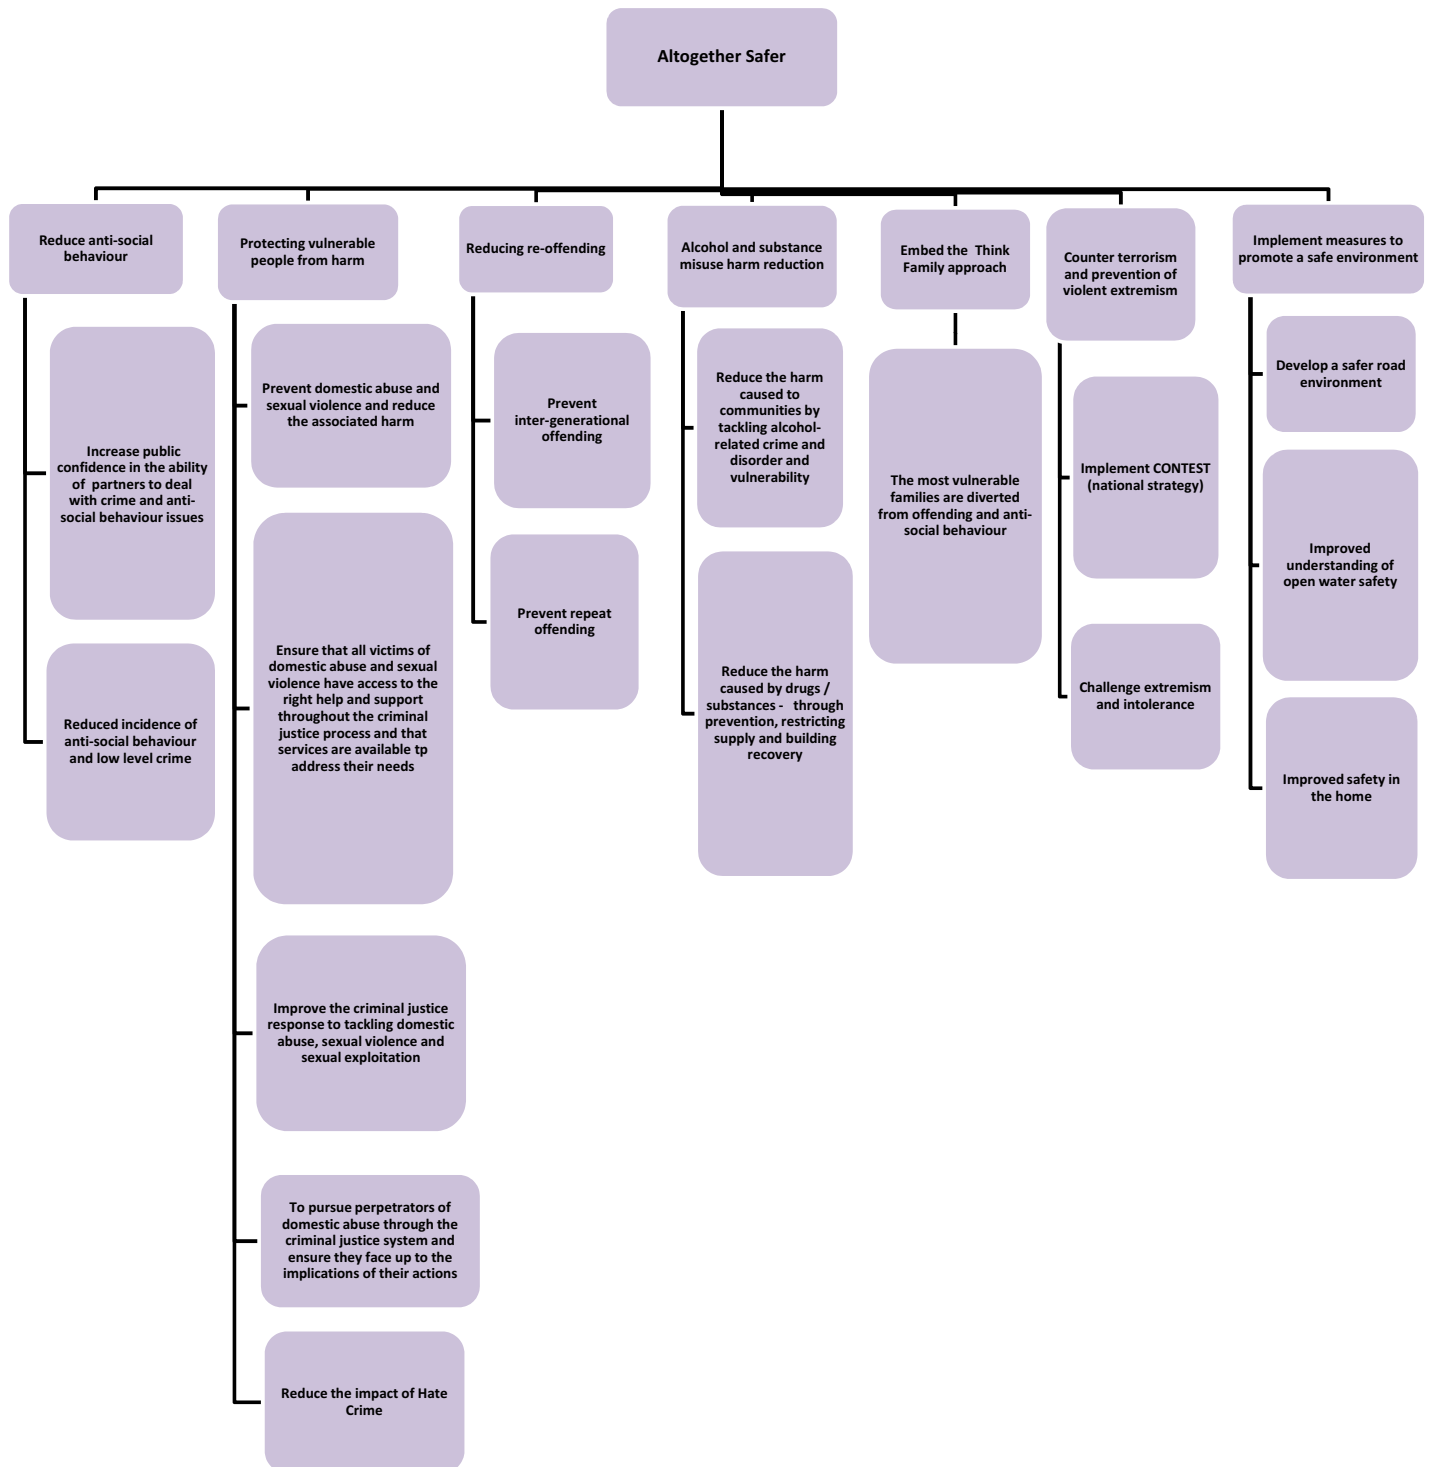 Altogether Safer
Reduce anti-social
behaviour
Increase public
confidence in the ability
of  partners to deal
with crime and anti-
social behaviour issues
Reduced incidence of
anti-social behaviour
and low level crime
Protecting vulnerable
people from harm
Prevent domestic abuse and
sexual violence and reduce
the associated harm
Ensure that all victims of
domestic abuse and sexual
violence have access to the
right help and support
throughout the criminal
justice process and that
services are available tp
address their needs
Improve the criminal justice
response to tackling domestic
abuse, sexual violence and
sexual exploitation
To pursue perpetrators of
domestic abuse through the
criminal justice system and
ensure they face up to the
implications of their actions
Reduce the impact of Hate
Crime
Reducing re-offending
Prevent
inter-generational
offending
Prevent repeat
offending
Alcohol and substance
misuse harm reduction
Reduce the harm
caused to
communities by
tackling alcohol-
related crime and
disorder and
vulnerability
Reduce the harm
caused by drugs /
substances -   through
prevention, restricting
supply and building
recovery
Embed the  Think
Family approach
The most vulnerable
families are diverted
from offending and anti-
social behaviour
Counter terrorism
and prevention of
violent extremism
Implement CONTEST
(national strategy)
Challenge extremism
and intolerance
Implement measures to
promote a safe environment
Develop a safer road
environment
Improved
understanding of
open water safety
Improved safety in
the home